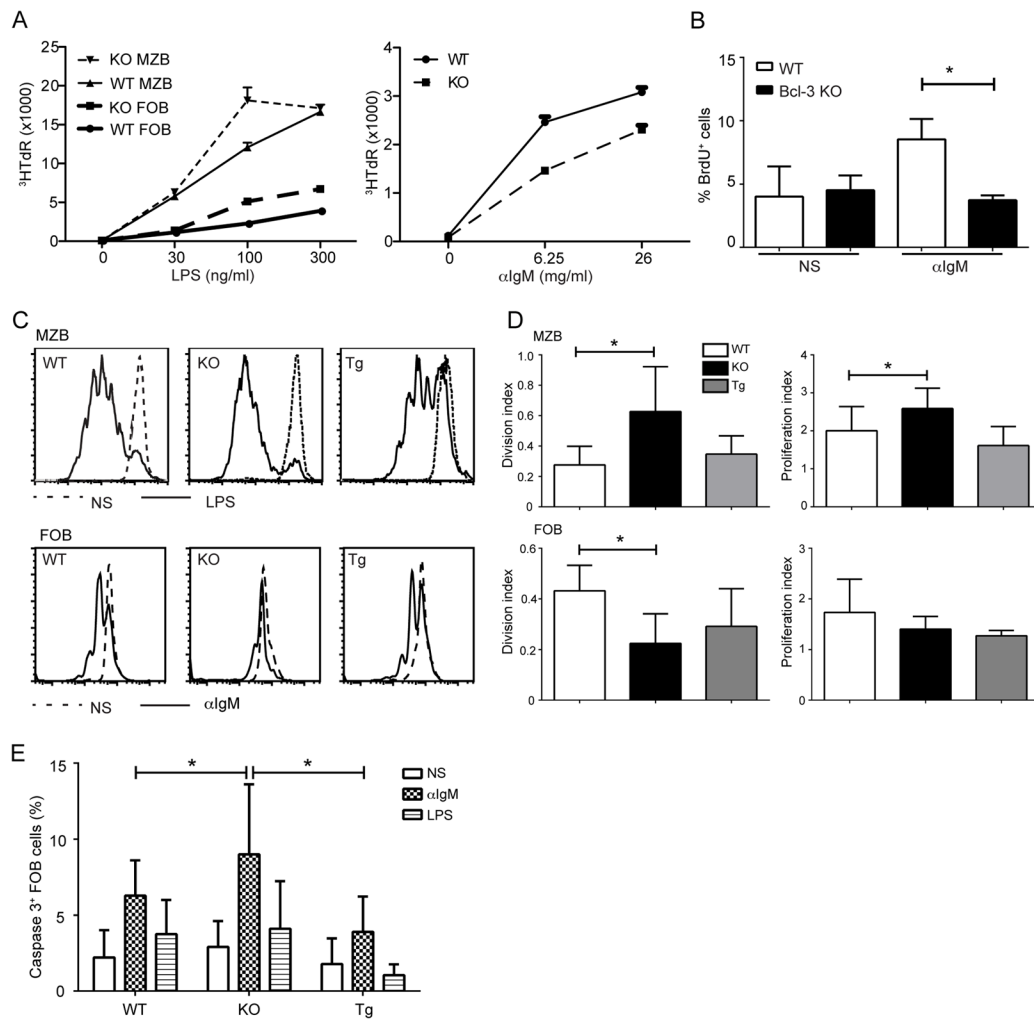 A
25
20
15
10
5
0
³HTdR (x1000)
KO MZB
WT MZB
KO FOB
WT FOB
0 30 100 300
LPS (ng/ml)
4
3
2
1
0
³HTdR (x1000)
WT
KO
0 6.25 26
αIgM (mg/ml)
B
15
10
5
0
% BrdU⁺ cells
WT
Bcl-3 KO
*
NS αIgM
C
MZB
WT KO Tg
NS LPS
FOB
WT KO Tg
NS αIgM
D
MZB
1.0
0.8
0.6
0.4
0.2
0
Division index
*
WT
KO
Tg
4
3
2
1
0
Proliferation index
*
FOB
0.6
0.4
0.2
0
Division index
*
3
2
1
0
Proliferation index
E
15
10
5
0
Caspase 3⁺ FOB cells (%)
* *
NS
αIgM
LPS
WT KO Tg